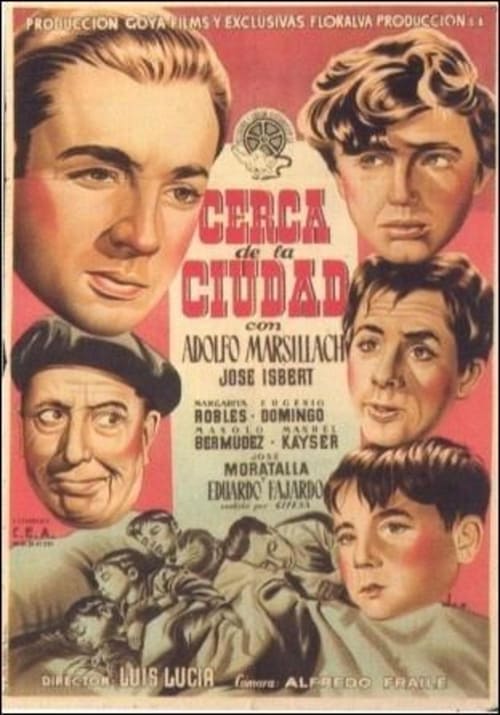 PRODUCCION GOYA FILMS Y EXCLUSIVAS FLORALVA PRODUCCION S.A.
CERCA
de la
CIUDAD
con
ADOLFO MARSILLACH
JOSE ISBERT
MARGARITA EUGENIO
ROBLES - DOMINGO
MANOLO MANUEL
BERMUDEZ - KAYSER
JOSE
MORATALLA
EDUARDO FAJARDO
C.E.A.
DIRECTOR: LUIS LUCIA Cámara: ALFREDO FRAILE